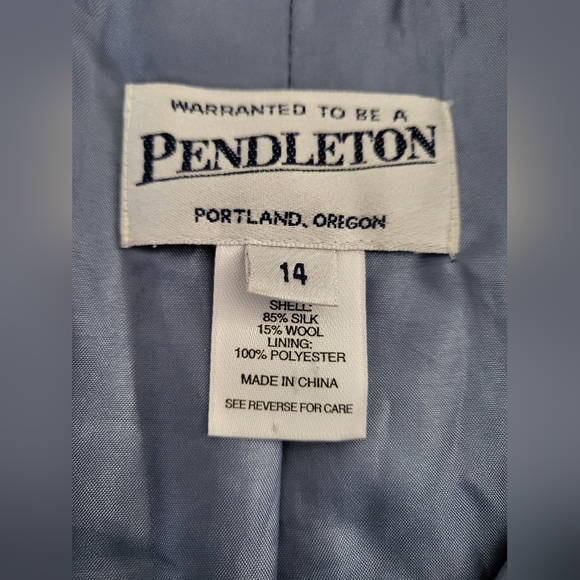 WARRANTED TO BE A
PENDLETON
PORTLAND, OREGON
14
SHELL:
85% SILK
15% WOOL
LINING:
100% POLYESTER
MADE IN CHINA
SEE REVERSE FOR CARE